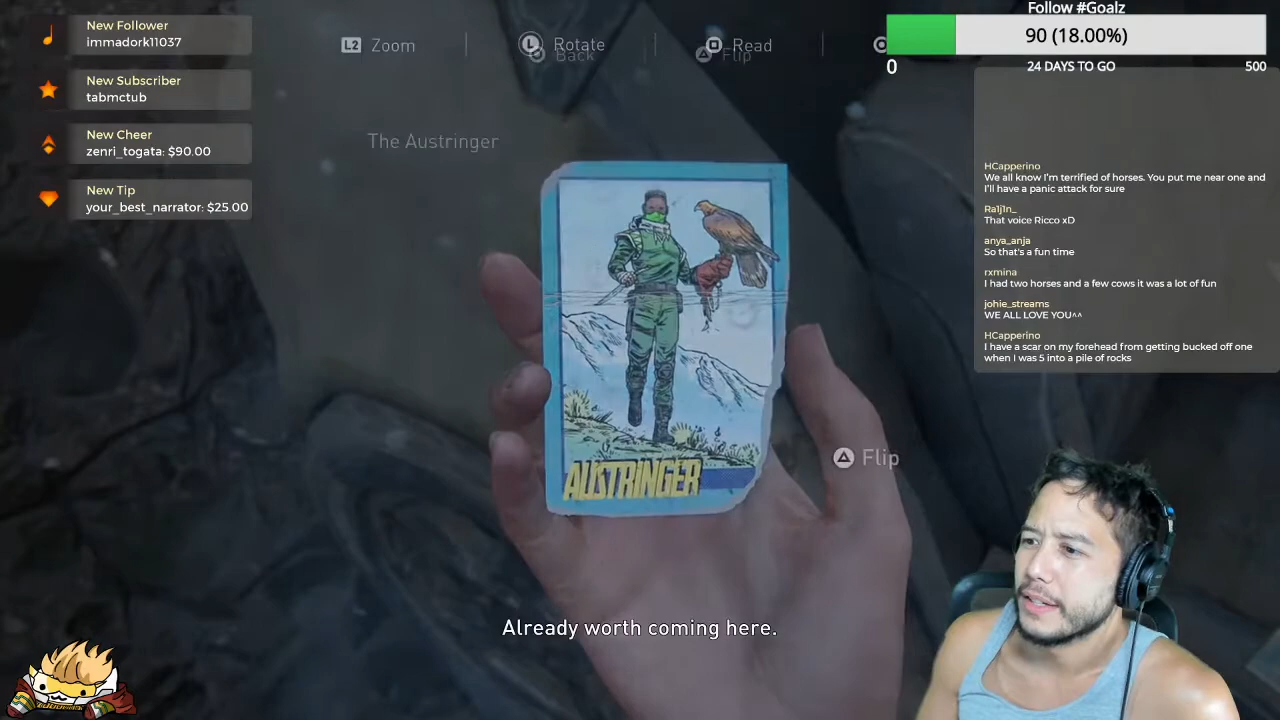 New Follower
immadork11037
New Subscriber
tabmctub
New Cheer
zenri_togata: $90.00
New Tip
your_best_narrator: $25.00
L2 Zoom
L Rotate
Back
Read
Flip
The Austringer
AUSTRINGER
Flip
Already worth coming here.
Follow #Goalz
90 (18.00%)
0
24 DAYS TO GO
500
HCapperino
We all know I'm terrified of horses. You put me near one and
I'll have a panic attack for sure
Ra1j1n_
That voice Ricco xD
anya_anja
So that's a fun time
rxmina
I had two horses and a few cows it was a lot of fun
johie_streams
WE ALL LOVE YOU^^
HCapperino
I have a scar on my forehead from getting bucked off one
when I was 5 into a pile of rocks